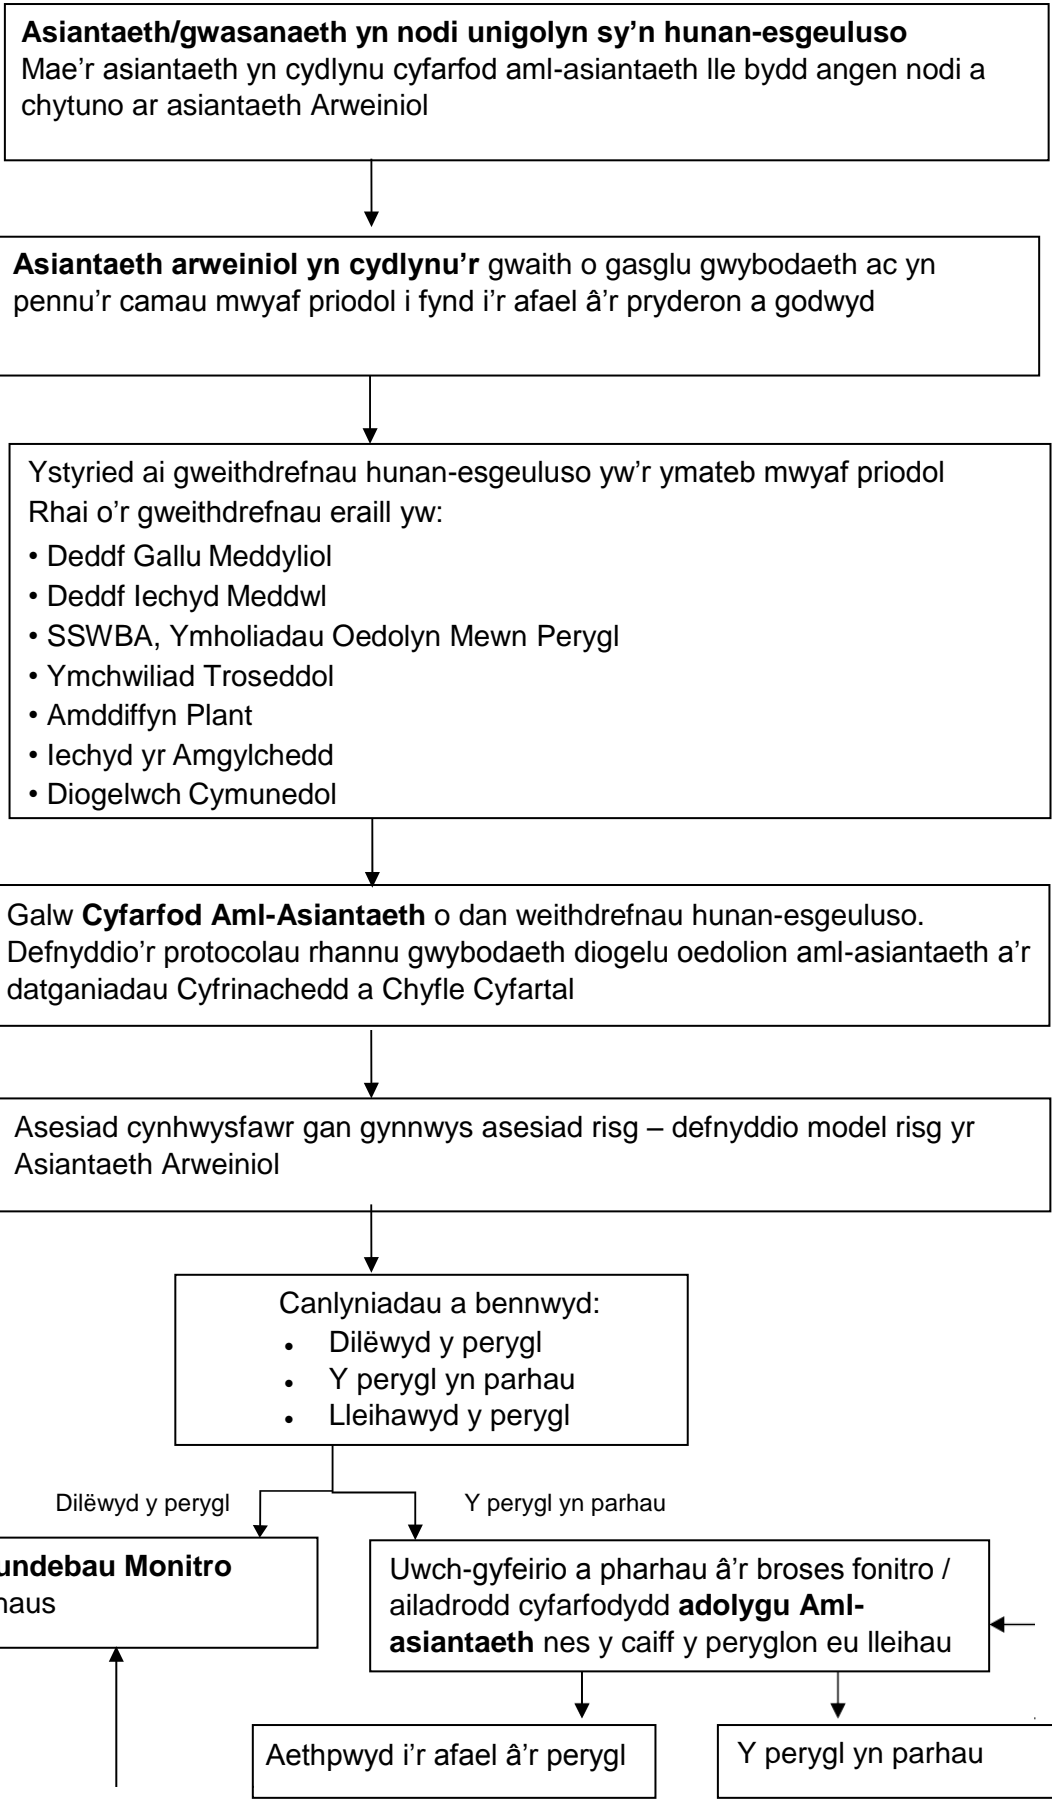 Asiantaeth/gwasanaeth yn nodi unigolyn sy'n hunan-esgeuluso
Mae'r asiantaeth yn cydlynu cyfarfod aml-asiantaeth lle bydd angen nodi a
chytuno ar asiantaeth Arweiniol
Asiantaeth arweiniol yn cydlynu'r gwaith o gasglu gwybodaeth ac yn
pennu'r camau mwyaf priodol i fynd i'r afael â'r pryderon a godwyd
Ystyried ai gweithdrefnau hunan-esgeuluso yw'r ymateb mwyaf priodol
Rhai o'r gweithdrefnau eraill yw:
• Deddf Gallu Meddyliol
• Deddf Iechyd Meddwl
• SSWBA, Ymholiadau Oedolyn Mewn Perygl
• Ymchwiliad Troseddol
• Amddiffyn Plant
• Iechyd yr Amgylchedd
• Diogelwch Cymunedol
Galw Cyfarfod Aml-Asiantaeth o dan weithdrefnau hunan-esgeuluso.
Defnyddio'r protocolau rhannu gwybodaeth diogelu oedolion aml-asiantaeth a'r
datganiadau Cyfrinachedd a Chyfle Cyfartal
Asesiad cynhwysfawr gan gynnwys asesiad risg – defnyddio model risg yr
Asiantaeth Arweiniol
Canlyniadau a bennwyd:
• Dilëwyd y perygl
• Y perygl yn parhau
• Lleihawyd y perygl
Dilëwyd y perygl
Y perygl yn parhau
undebau Monitro
haus
Uwch-gyfeirio a pharhau â'r broses fonitro /
ailadrodd cyfarfodydd adolygu Aml-
asiantaeth nes y caiff y peryglon eu lleihau
Aethpwyd i'r afael â'r perygl
Y perygl yn parhau